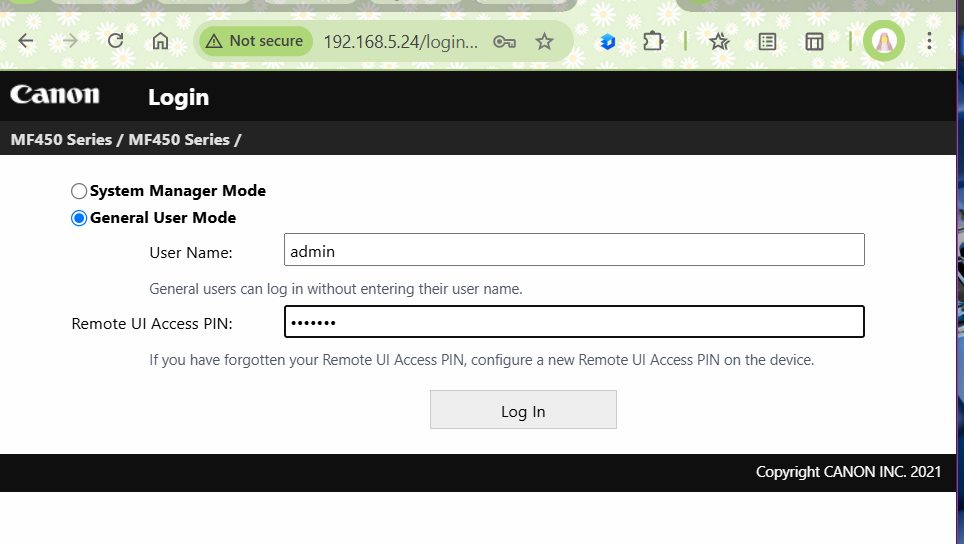 Not secure 192.168.5.24/login...
Canon Login
MF450 Series / MF450 Series /
System Manager Mode
General User Mode
User Name: admin
General users can log in without entering their user name.
Remote UI Access PIN: •••••••
If you have forgotten your Remote UI Access PIN, configure a new Remote UI Access PIN on the device.
Log In
Copyright CANON INC. 2021